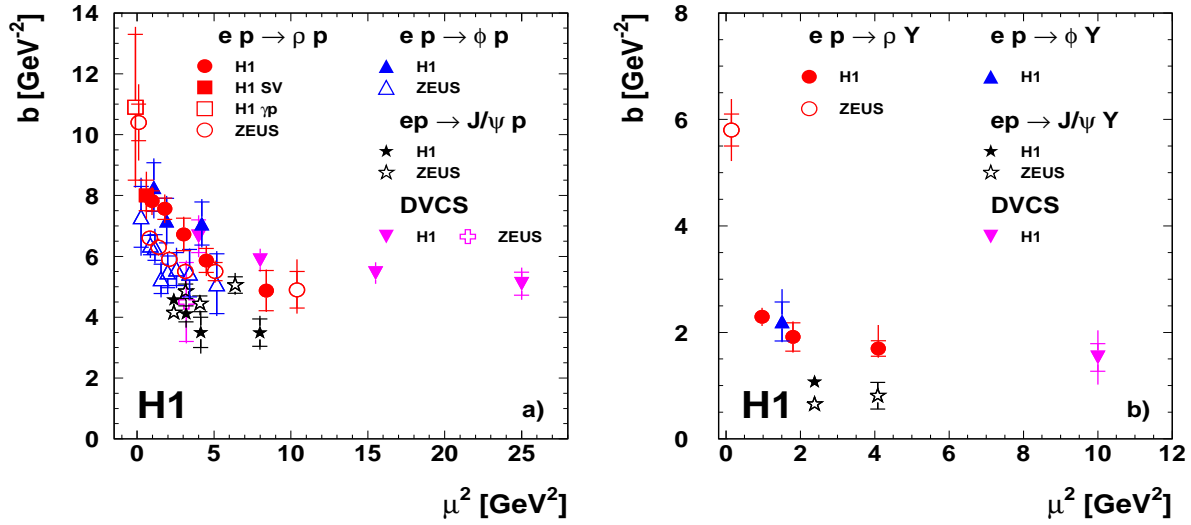 b [GeV⁻²]
14
12
10
8
6
4
2
0
0 5 10 15 20 25
μ² [GeV²]
e p → ρ p
H1
H1 SV
H1 γp
ZEUS
e p → ϕ p
H1
ZEUS
ep → J/ψ p
H1
ZEUS
DVCS
H1 ZEUS
H1
a)
b [GeV⁻²]
8
6
4
2
0
0 2 4 6 8 10 12
μ² [GeV²]
e p → ρ Y
H1
ZEUS
e p → ϕ Y
H1
ep → J/ψ Y
H1
ZEUS
DVCS
H1
H1
b)